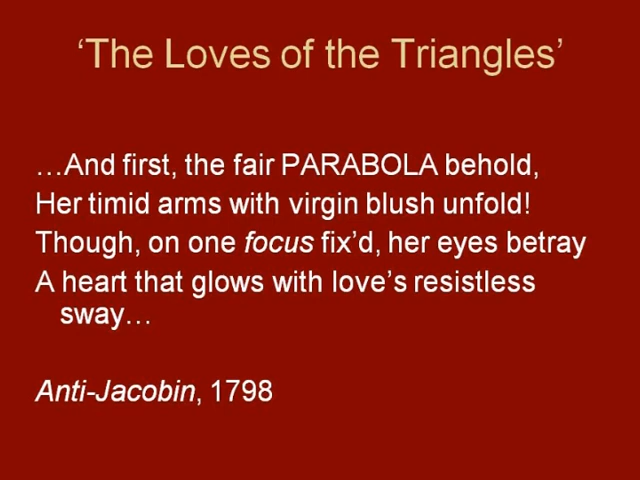 ‘The Loves of the Triangles’
…And first, the fair PARABOLA behold,
Her timid arms with virgin blush unfold!
Though, on one focus fix’d, her eyes betray
A heart that glows with love’s resistless
sway…
Anti-Jacobin, 1798